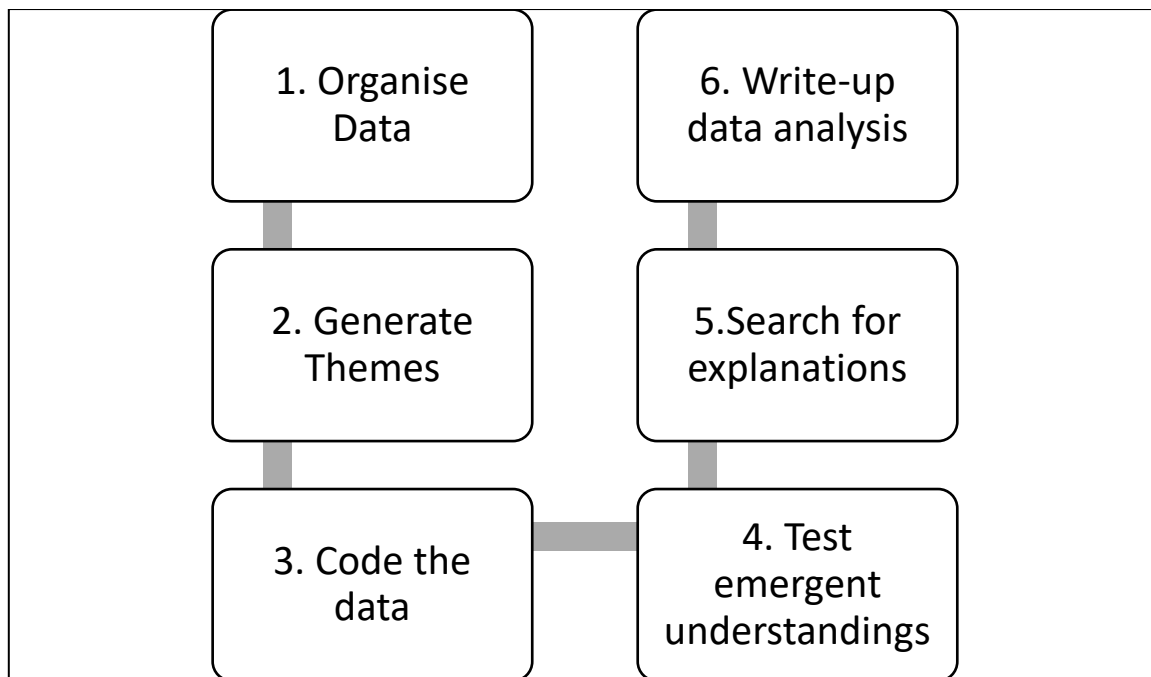 1. Organise
Data
2. Generate
Themes
3. Code the
data
4. Test
emergent
understandings
5.Search for
explanations
6. Write-up
data analysis